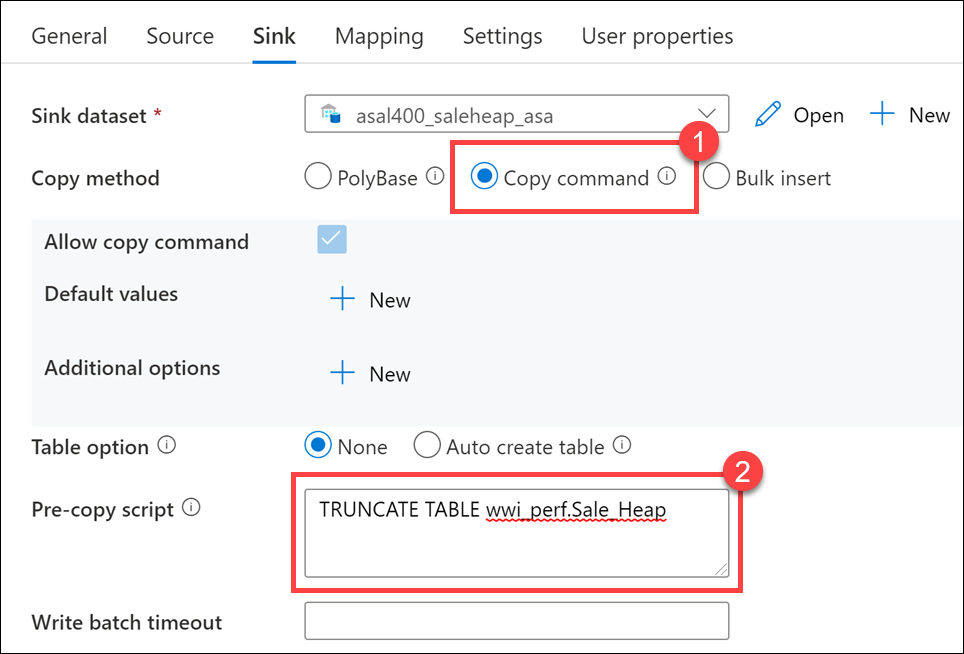 General Source Sink Mapping Settings User properties
Sink dataset * asal400_saleheap_asa Open New
1
Copy method PolyBase Copy command Bulk insert
Allow copy command
Default values New
Additional options New
Table option None Auto create table
2
Pre-copy script TRUNCATE TABLE wwi_perf.Sale_Heap
Write batch timeout